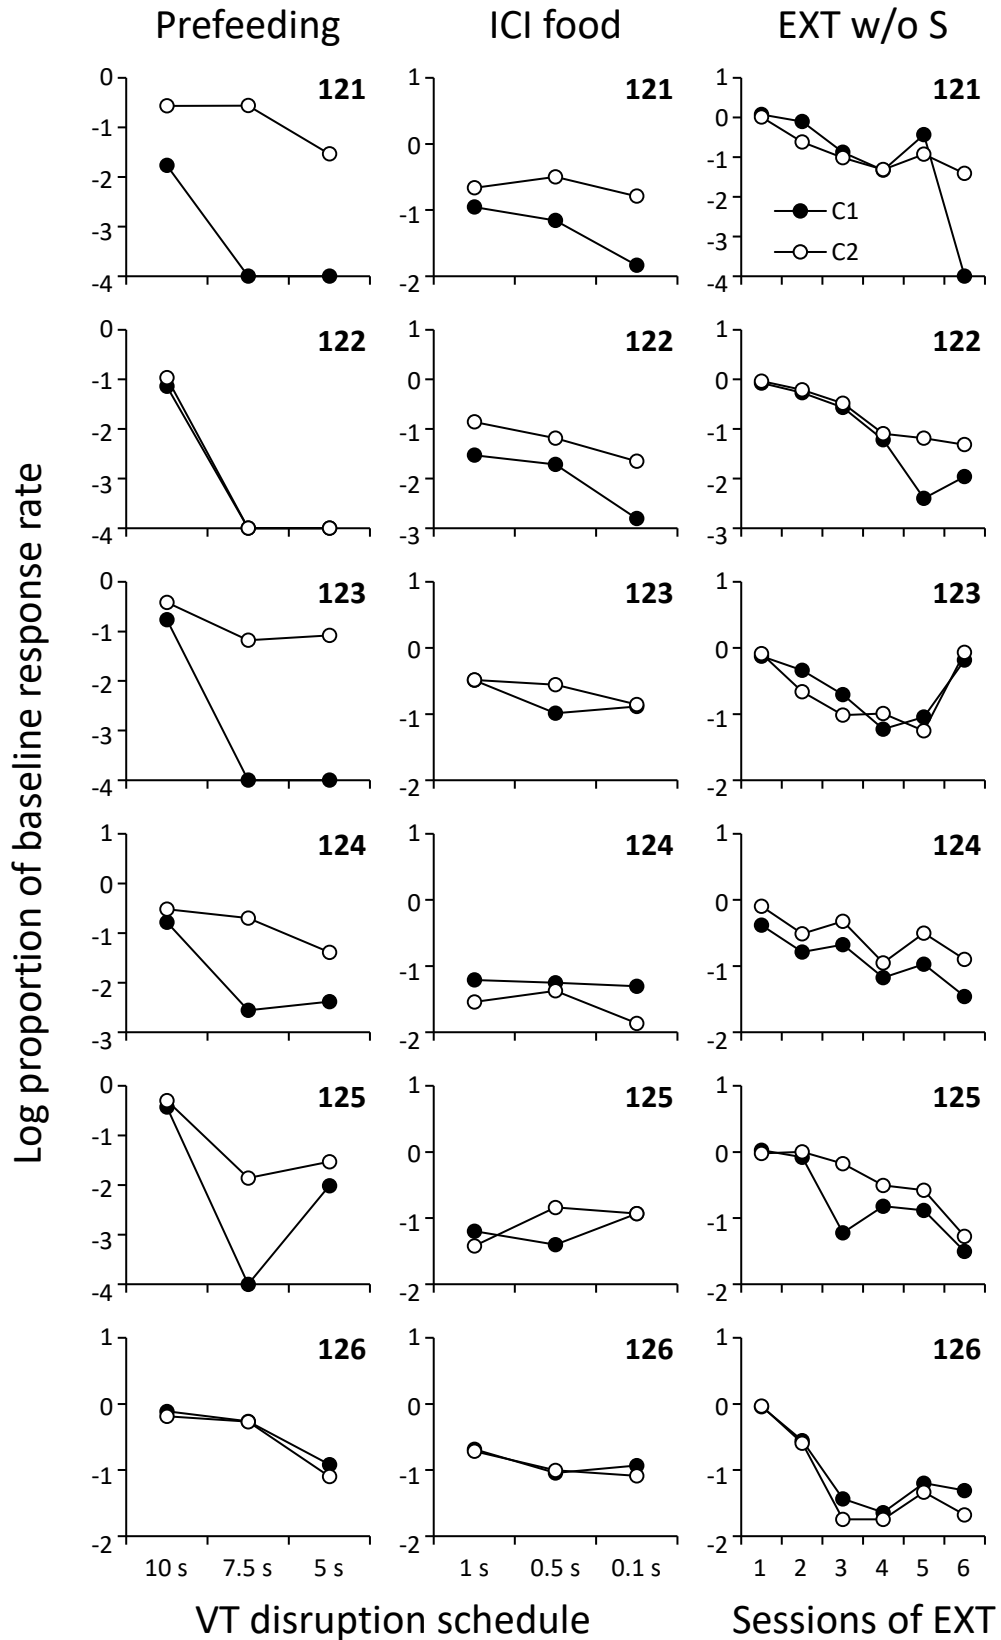 Prefeeding ICI food EXT w/o S
Log proportion of baseline response rate
0 -1 -2 -3 -4 121
1 0 -1 -2 121
1 0 -1 -2 -3 -4 121
C1
C2
0 -1 -2 -3 -4 122
1 0 -1 -2 -3 122
1 0 -1 -2 -3 122
0 -1 -2 -3 -4 123
1 0 -1 -2 123
1 0 -1 -2 123
1 0 -1 -2 -3 124
1 0 -1 -2 124
1 0 -1 -2 124
0 -1 -2 -3 -4 125
1 0 -1 -2 125
1 0 -1 -2 125
1 0 -1 -2 126
1 0 -1 -2 126
1 0 -1 -2 126
10 s 7.5 s 5 s 1 s 0.5 s 0.1 s 1 2 3 4 5 6
VT disruption schedule Sessions of EXT